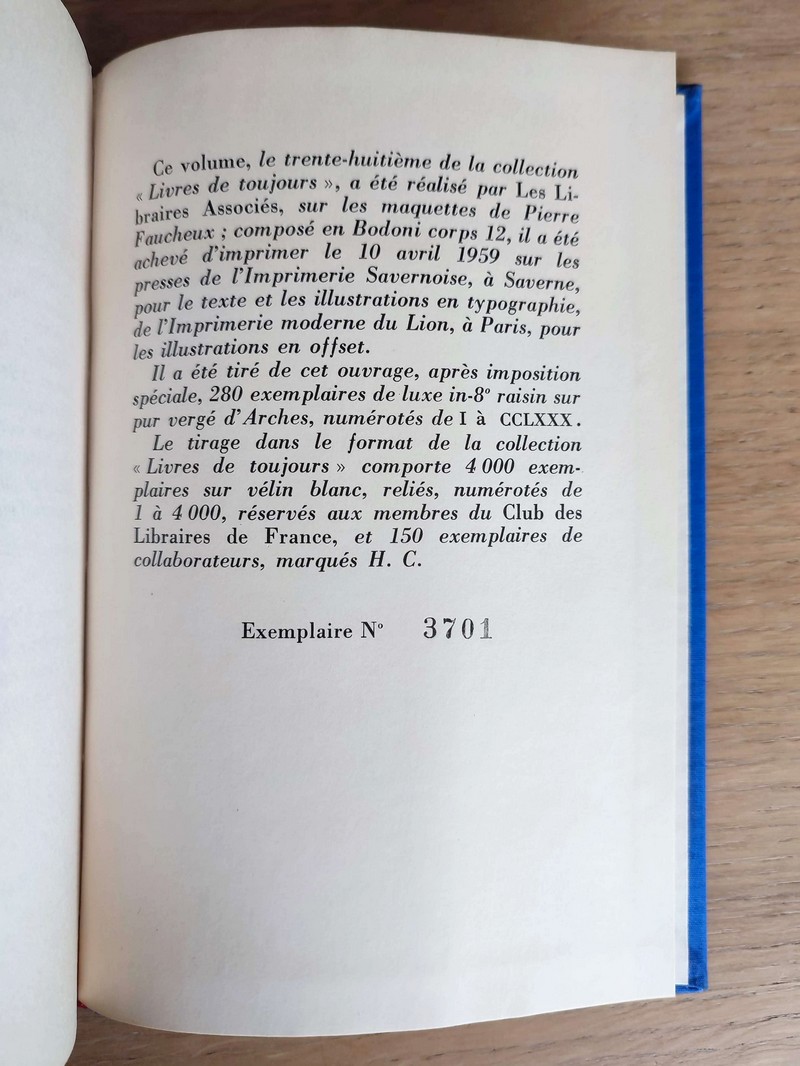 Ce volume, le trente-huitième de la collection
« Livres de toujours », a été réalisé par Les Li-
braires Associés, sur les maquettes de Pierre
Faucheux ; composé en Bodoni corps 12, il a été
achevé d'imprimer le 10 avril 1959 sur les
presses de l'Imprimerie Savernoise, à Saverne,
pour le texte et les illustrations en typographie,
de l'Imprimerie moderne du Lion, à Paris, pour
les illustrations en offset.
Il a été tiré de cet ouvrage, après imposition
spéciale, 280 exemplaires de luxe in-8º raisin sur
pur vergé d'Arches, numérotés de I à CCLXXX.
Le tirage dans le format de la collection
« Livres de toujours » comporte 4 000 exem-
plaires sur vélin blanc, reliés, numérotés de
1 à 4 000, réservés aux membres du Club des
Libraires de France, et 150 exemplaires de
collaborateurs, marqués H. C.
Exemplaire Nº 3701